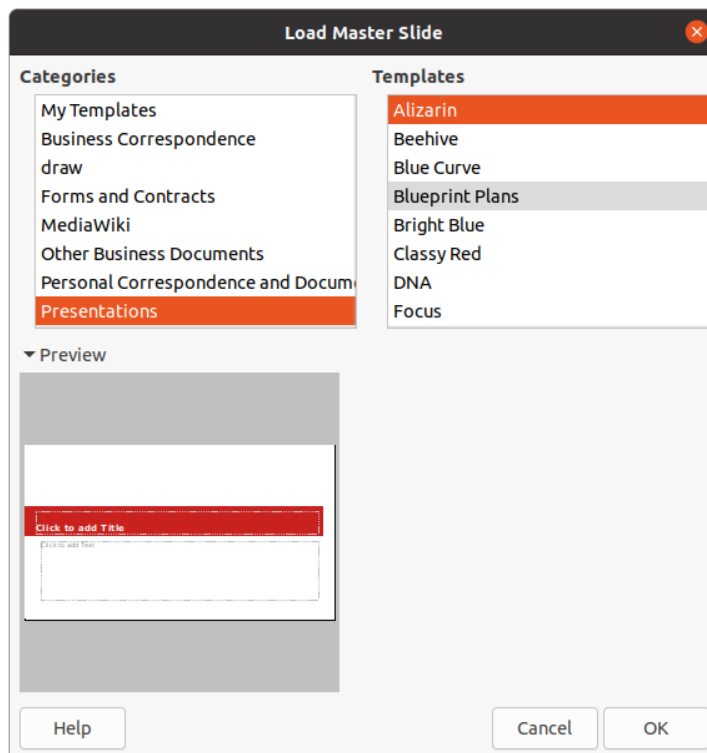 Load Master Slide
Categories
My Templates
Business Correspondence
draw
Forms and Contracts
MediaWiki
Other Business Documents
Personal Correspondence and Docum
Presentations
Templates
Alizarin
Beehive
Blue Curve
Blueprint Plans
Bright Blue
Classy Red
DNA
Focus
Preview
Click to add Title
Click to add Text
Help
Cancel
OK